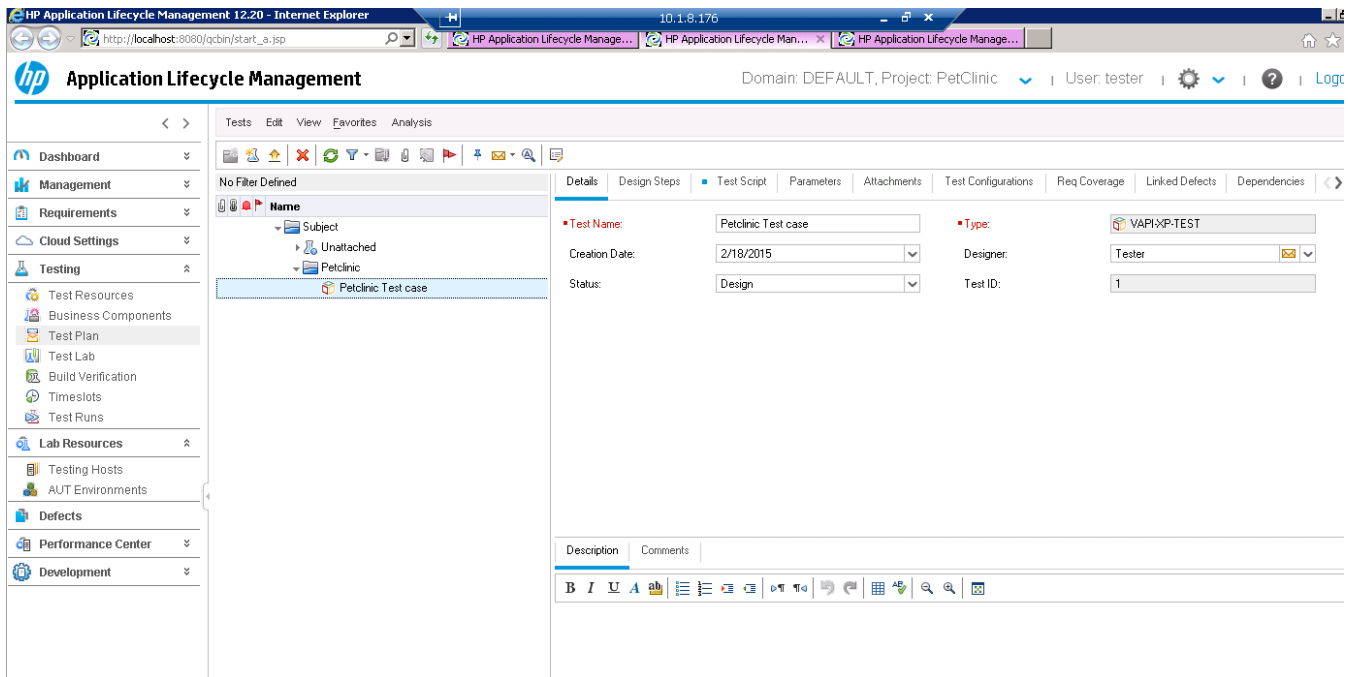 HP Application Lifecycle Management 12.20 - Internet Explorer
10.1.8.176
http://localhost:8080/qcbin/start_a.jsp
HP Application Lifecycle Manage...
HP Application Lifecycle Man...
HP Application Lifecycle Manage...
hp
Application Lifecycle Management
Domain: DEFAULT, Project: PetClinic
User: tester
Logo
Tests Edit View Favorites Analysis
Dashboard
Management
Requirements
Cloud Settings
Testing
Test Resources
Business Components
Test Plan
Test Lab
Build Verification
Timeslots
Test Runs
Lab Resources
Testing Hosts
AUT Environments
Defects
Performance Center
Development
No Filter Defined
Name
Subject
Unattached
Petclinic
Petclinic Test case
Details Design Steps Test Script Parameters Attachments Test Configurations Req Coverage Linked Defects Dependencies
Test Name: Petclinic Test case Type: VAPI-XP-TEST
Creation Date: 2/18/2015 Designer: Tester
Status: Design Test ID: 1
Description Comments
B I U A ab